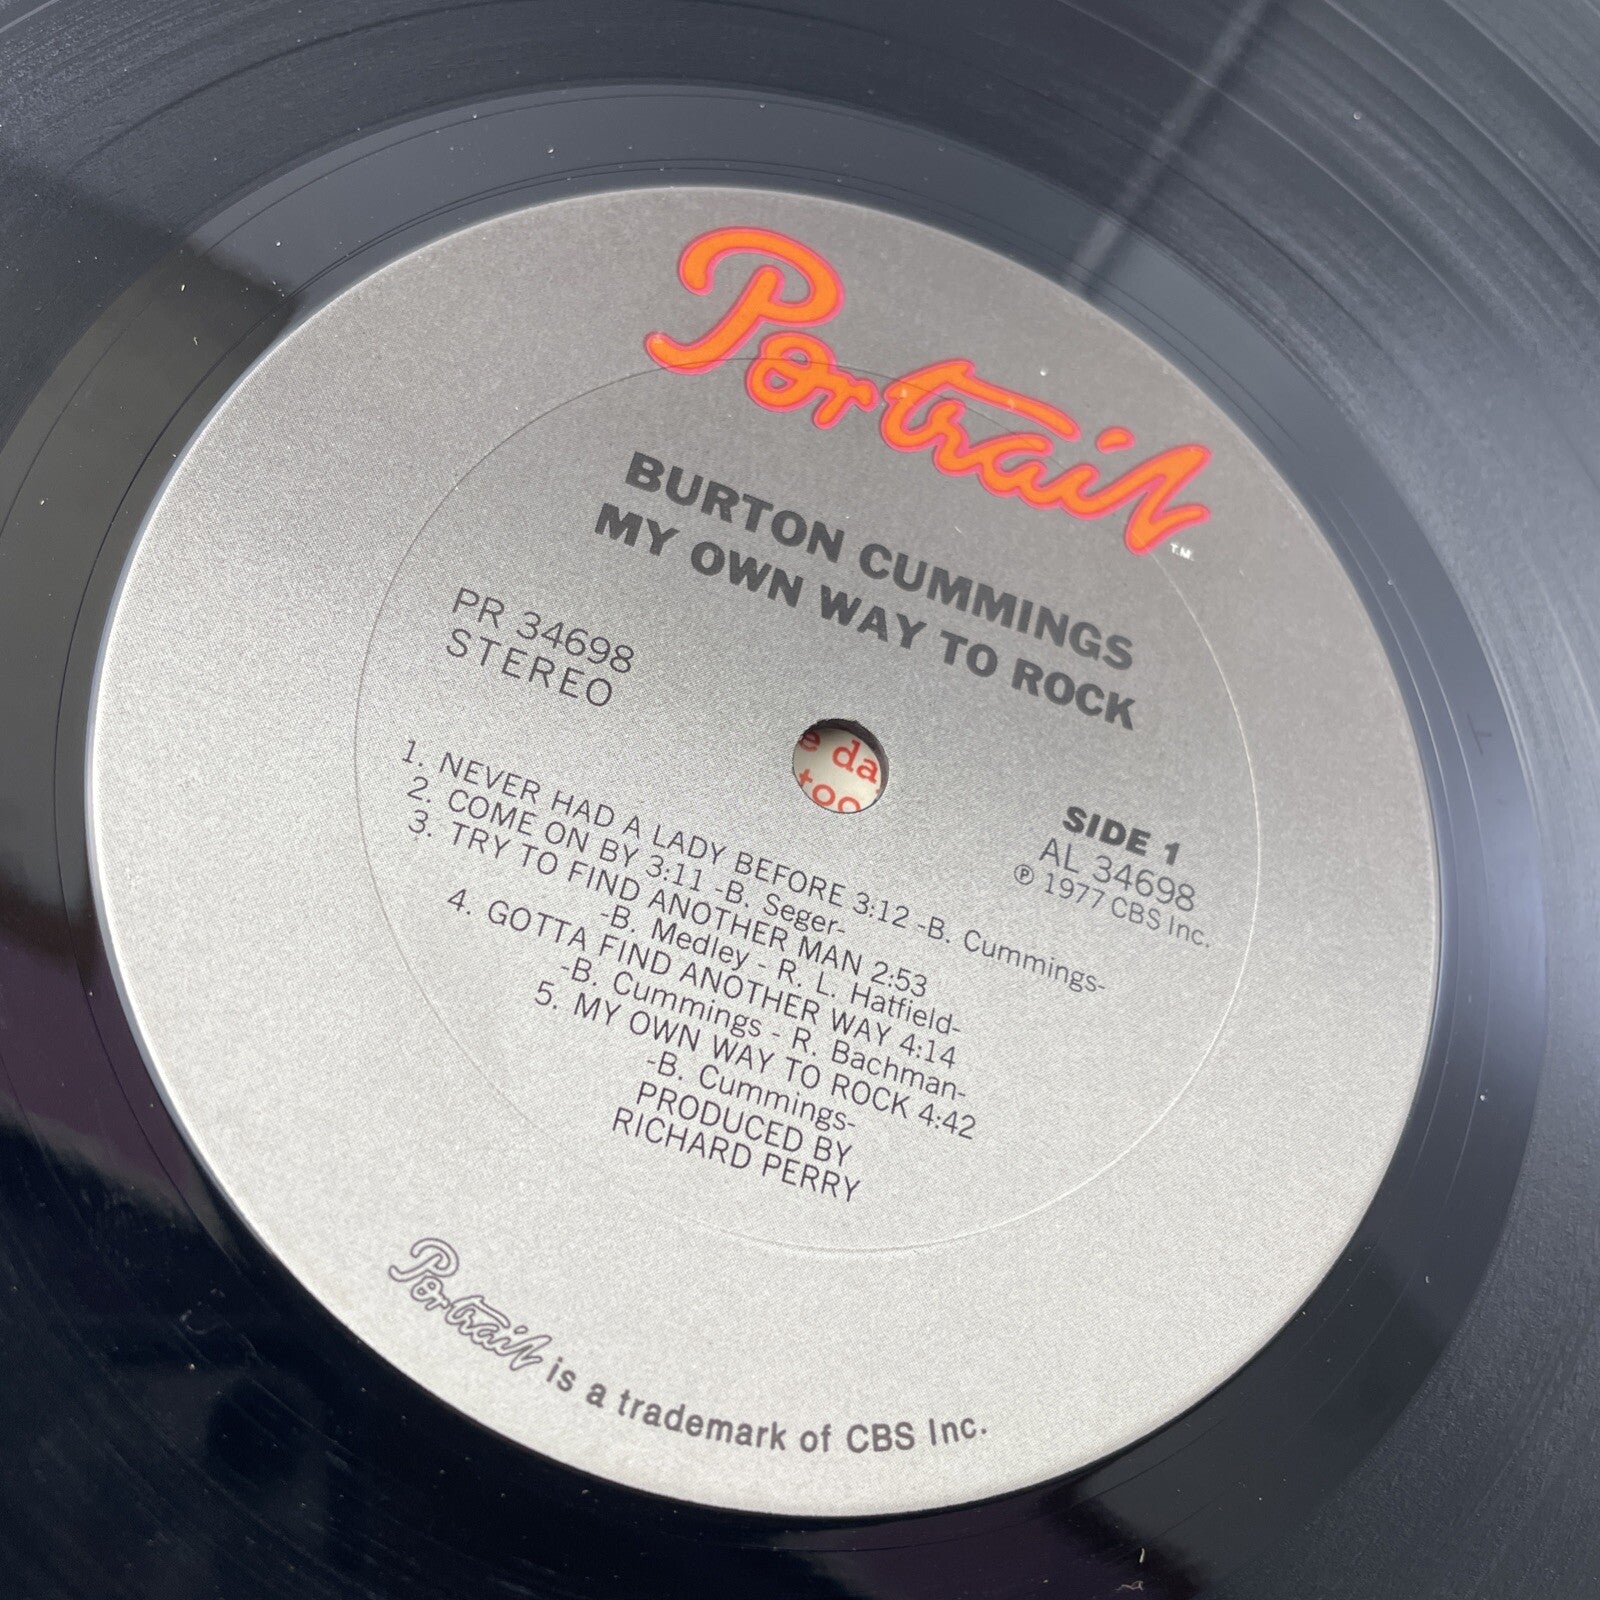 Portrait
TM
BURTON CUMMINGS
MY OWN WAY TO ROCK
PR 34698
STEREO
SIDE 1
AL 34698
℗ 1977 CBS Inc.
1. NEVER HAD A LADY BEFORE 3:12 -B. Cummings-
2. COME ON BY 3:11 -B. Seger-
3. TRY TO FIND ANOTHER MAN 2:53
-B. Medley - R. L. Hatfield-
4. GOTTA FIND ANOTHER WAY 4:14
-B. Cummings - R. Bachman-
5. MY OWN WAY TO ROCK 4:42
-B. Cummings-
PRODUCED BY
RICHARD PERRY
Portrait is a trademark of CBS Inc.